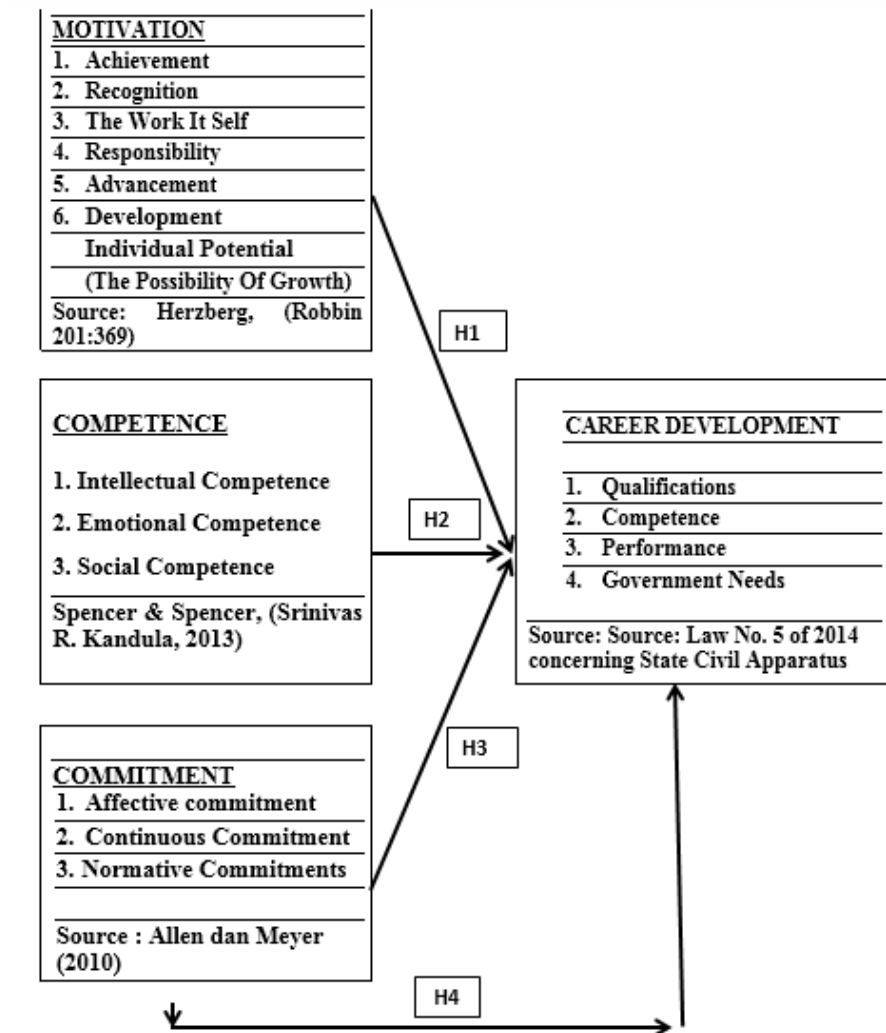 MOTIVATION
1. Achievement
2. Recognition
3. The Work It Self
4. Responsibility
5. Advancement
6. Development
Individual Potential
(The Possibility Of Growth)
Source: Herzberg, (Robbin
201:369)
H1
COMPETENCE
1. Intellectual Competence
2. Emotional Competence
3. Social Competence
Spencer & Spencer, (Srinivas
R. Kandula, 2013)
H2
CAREER DEVELOPMENT
1. Qualifications
2. Competence
3. Performance
4. Government Needs
Source: Source: Law No. 5 of 2014
concerning State Civil Apparatus
H3
COMMITMENT
1. Affective commitment
2. Continuous Commitment
3. Normative Commitments
Source : Allen dan Meyer
(2010)
H4